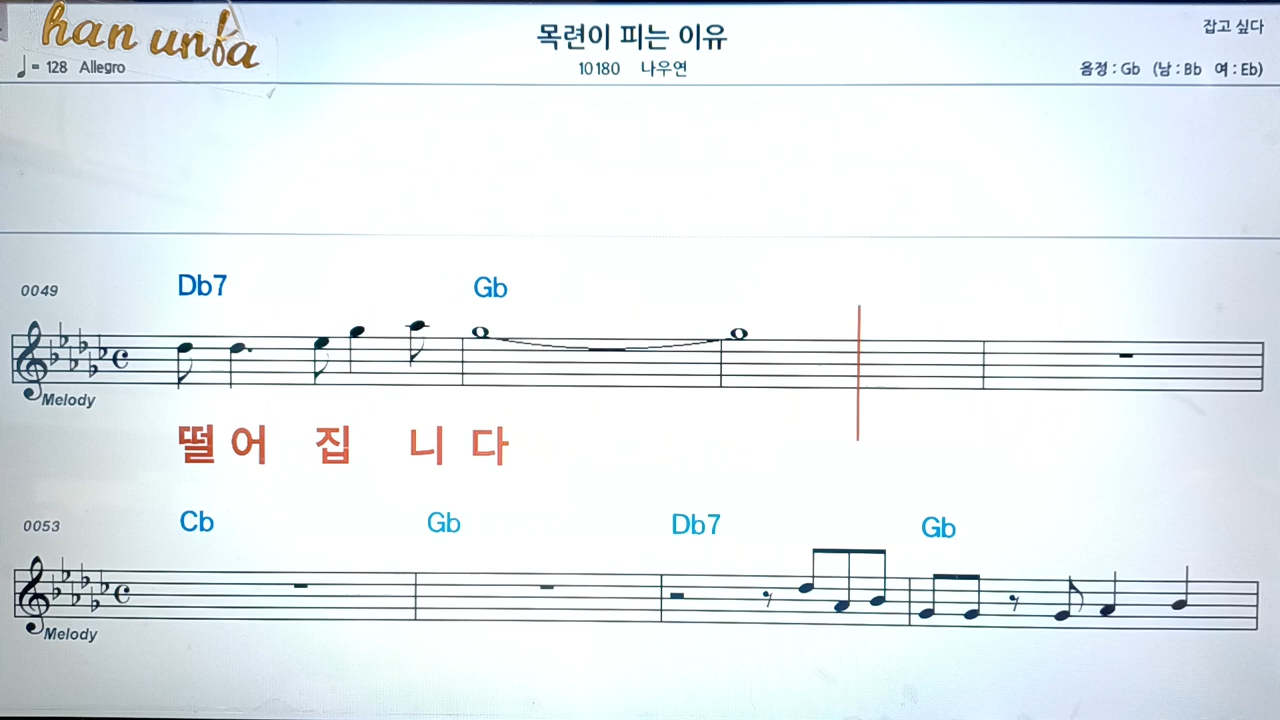 han unfa
목련이 피는 이유
잡고 싶다
♩= 128 Allegro
10180 나우연
음정 : Gb (남 : Bb 여 : Eb)
Db7 Gb
0049
Melody
떨어 집 니 다
Cb Gb Db7 Gb
0053
Melody